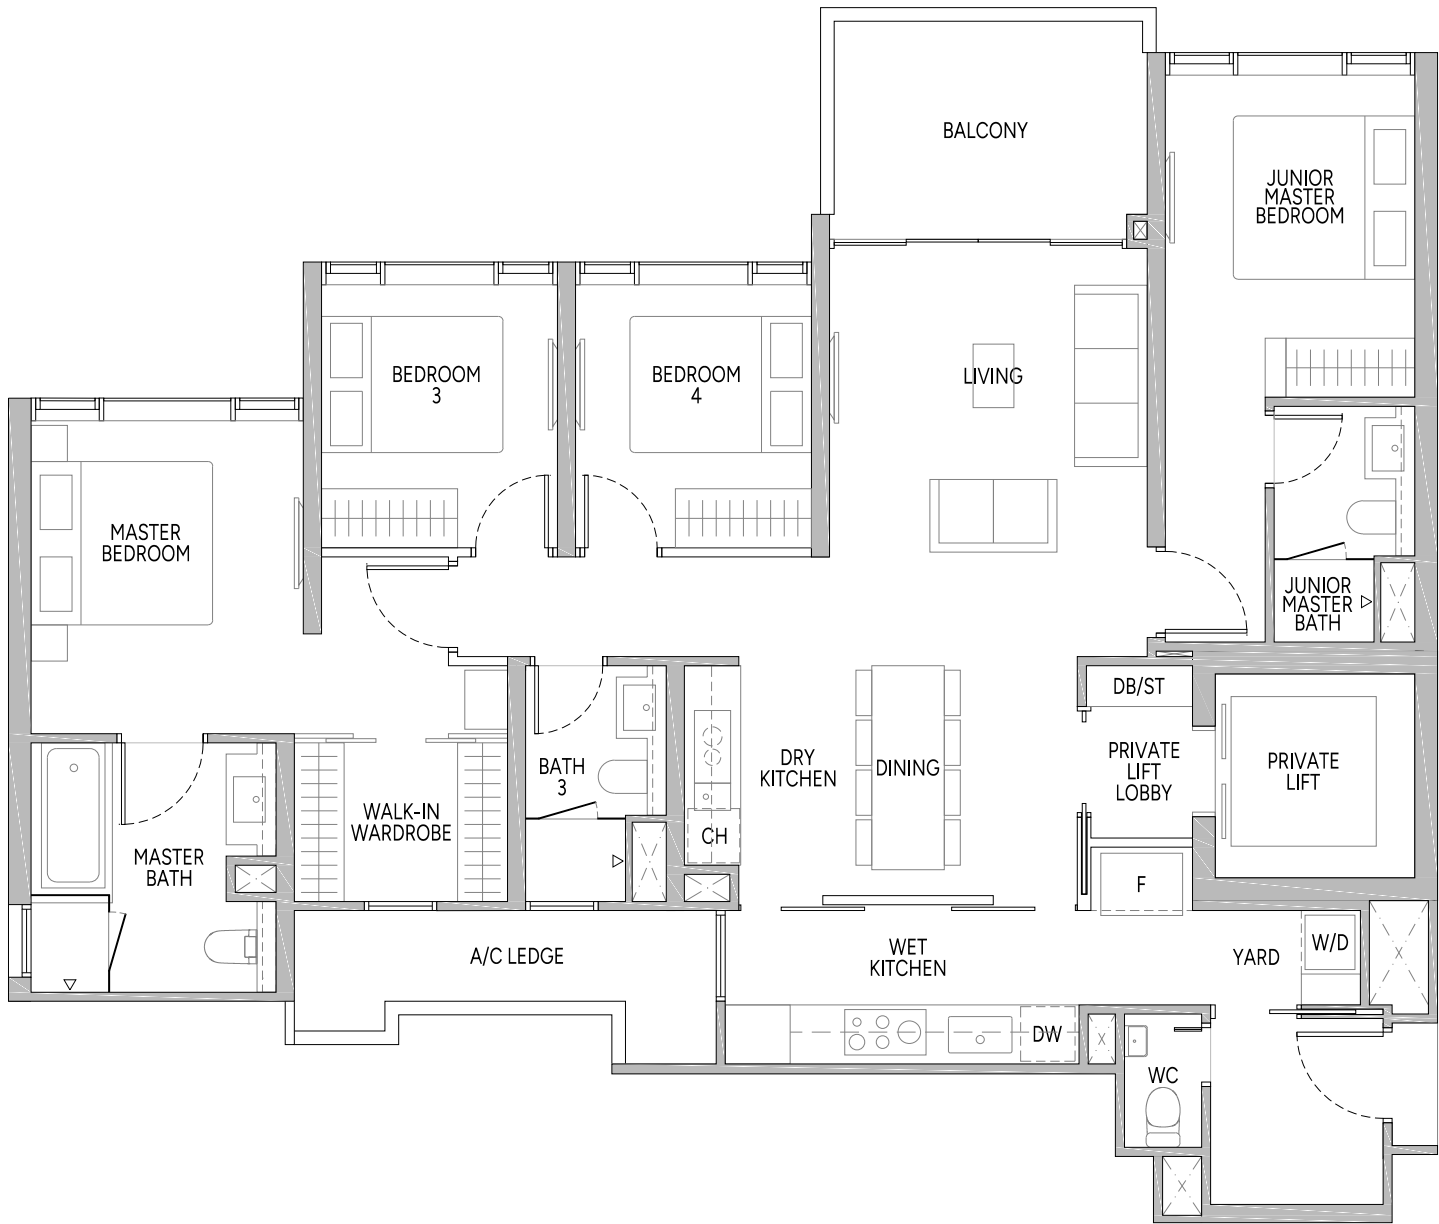 BALCONY
JUNIOR
MASTER
BEDROOM
BEDROOM
3
BEDROOM
4
LIVING
MASTER
BEDROOM
JUNIOR
MASTER
BATH
DB/ST
PRIVATE
LIFT
LOBBY
PRIVATE
LIFT
DRY
KITCHEN
DINING
BATH
3
WALK-IN
WARDROBE
CH
MASTER
BATH
F
A/C LEDGE
WET
KITCHEN
YARD
W/D
DW
WC